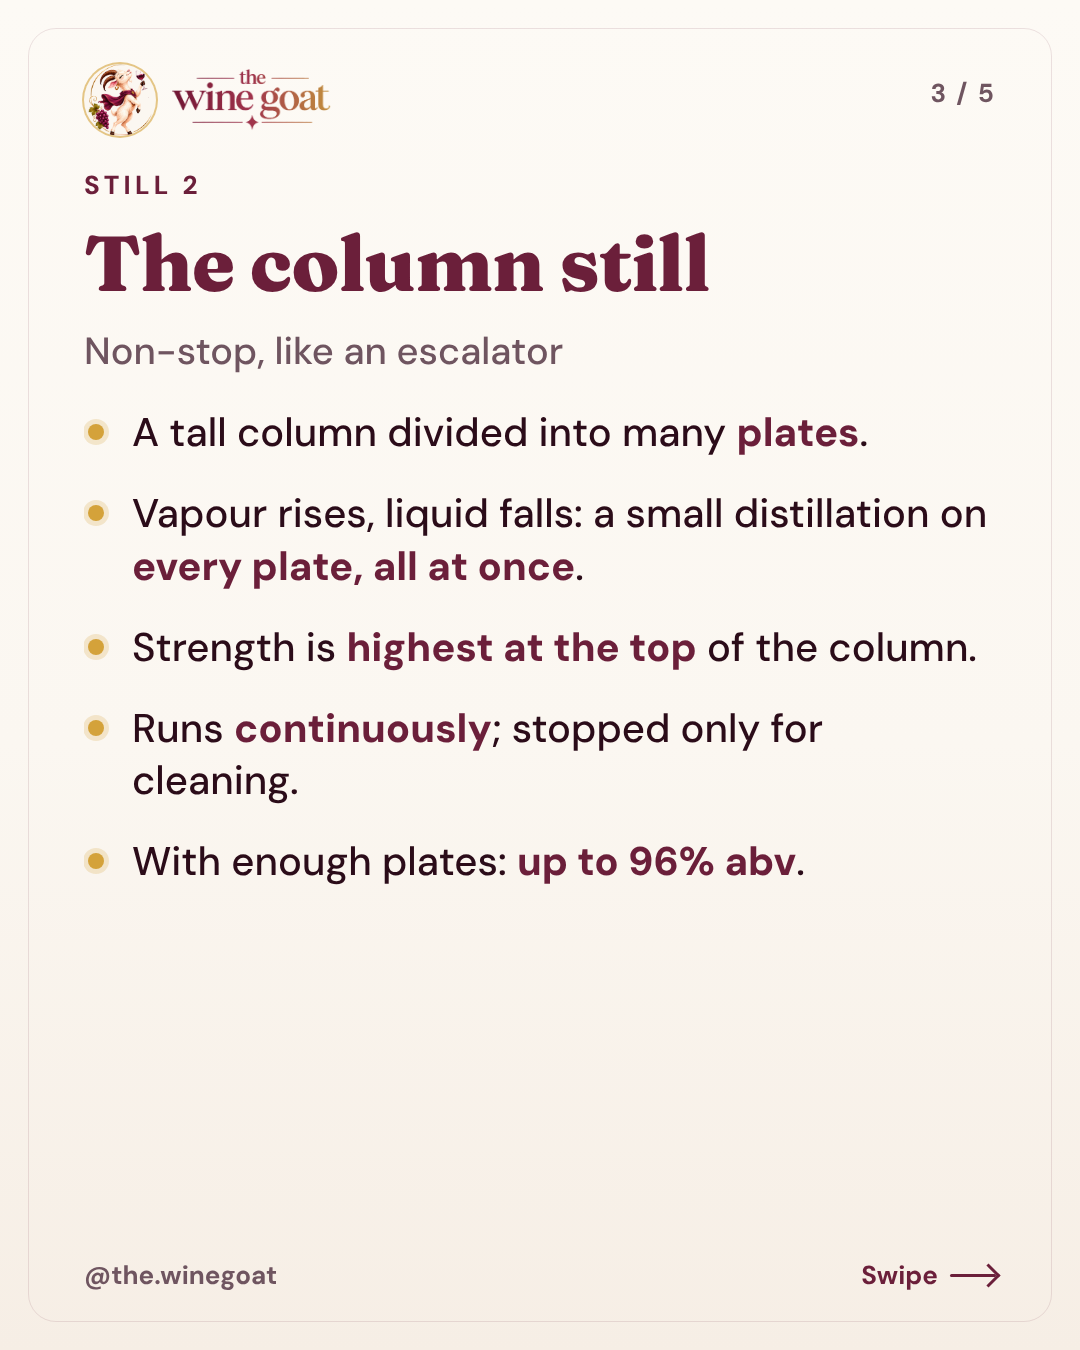 the
wine goat
3 / 5
STILL 2
The column still
Non-stop, like an escalator
A tall column divided into many plates.
Vapour rises, liquid falls: a small distillation on
every plate, all at once.
Strength is highest at the top of the column.
Runs continuously; stopped only for
cleaning.
With enough plates: up to 96% abv.
@the.winegoat
Swipe